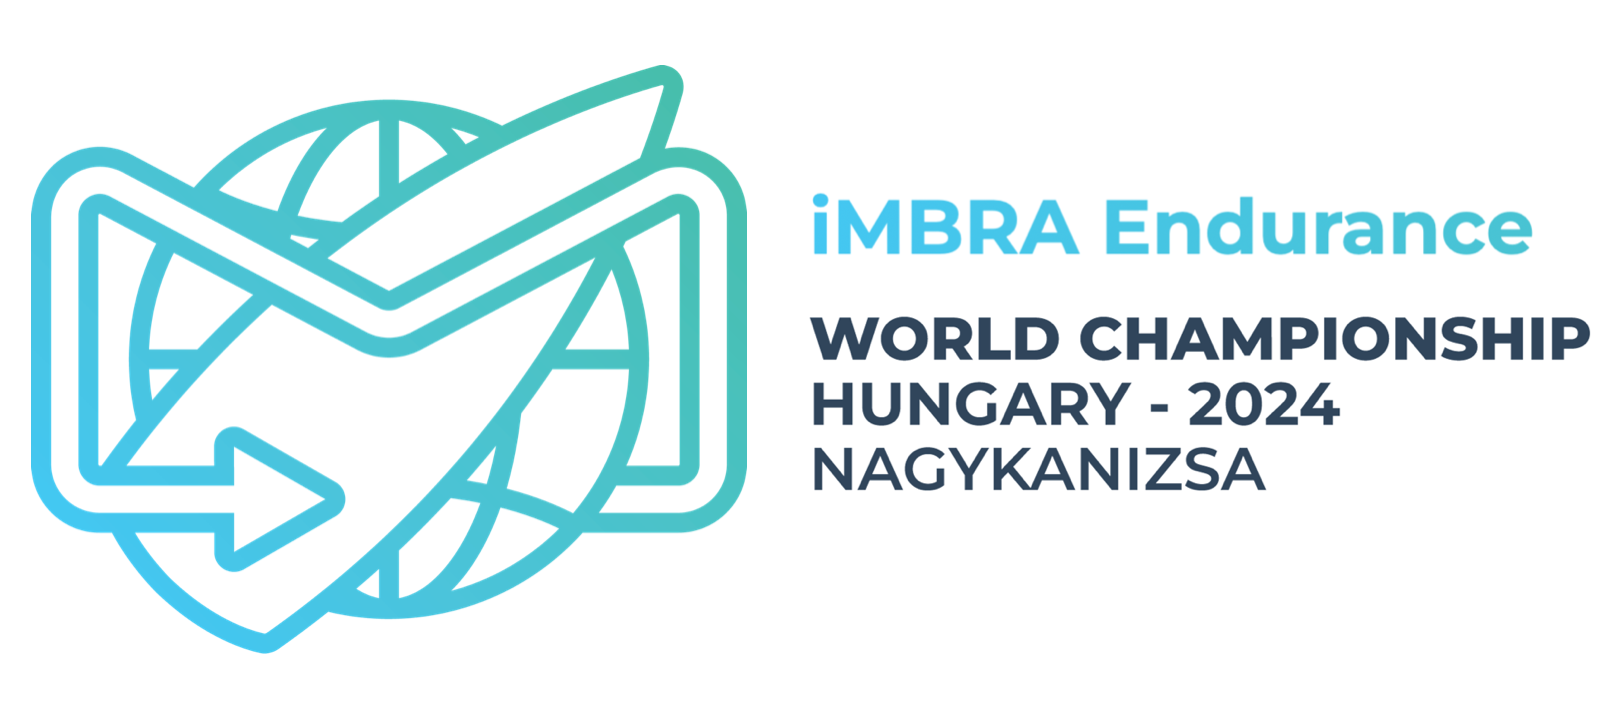 iMBRA Endurance
WORLD CHAMPIONSHIP
HUNGARY - 2024
NAGYKANIZSA